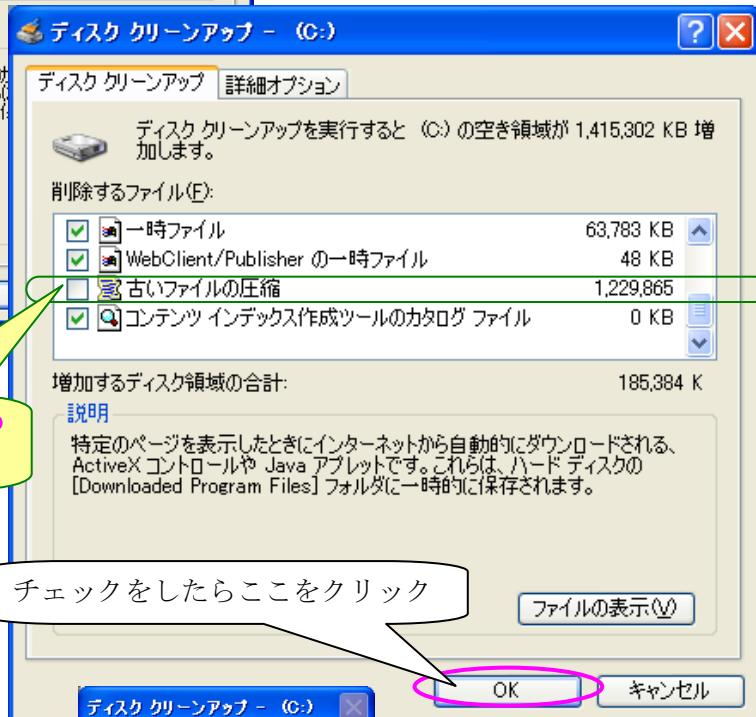 ディスク クリーンアップ - (C:)
ディスク クリーンアップ
詳細オプション
ディスク クリーンアップを実行すると (C:) の空き領域が 1,415,302 KB 増
加します。
削除するファイル(F):
一時ファイル 63,783 KB
WebClient/Publisher の一時ファイル 48 KB
古いファイルの圧縮 1,229,865
コンテンツ インデックス作成ツールのカタログ ファイル 0 KB
増加するディスク領域の合計: 185,384 K
説明
特定のページを表示したときにインターネットから自動的にダウンロードされる、
ActiveX コントロールや Java アプレットです。これらは、ハード ディスクの
[Downloaded Program Files] フォルダに一時的に保存されます。
チェックをしたらここをクリック
ファイルの表示(V)
OK
キャンセル
ディスク クリーンアップ - (C:)